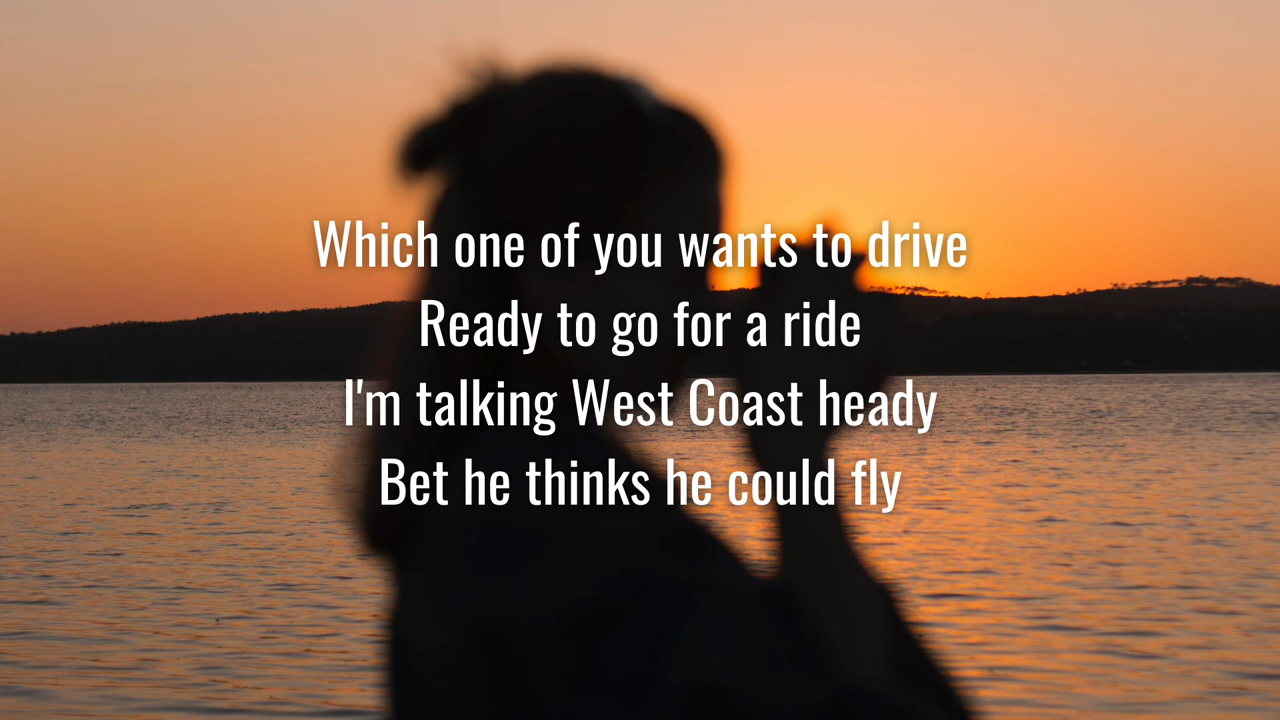 Which one of you wants to drive
Ready to go for a ride
I'm talking West Coast heady
Bet he thinks he could fly